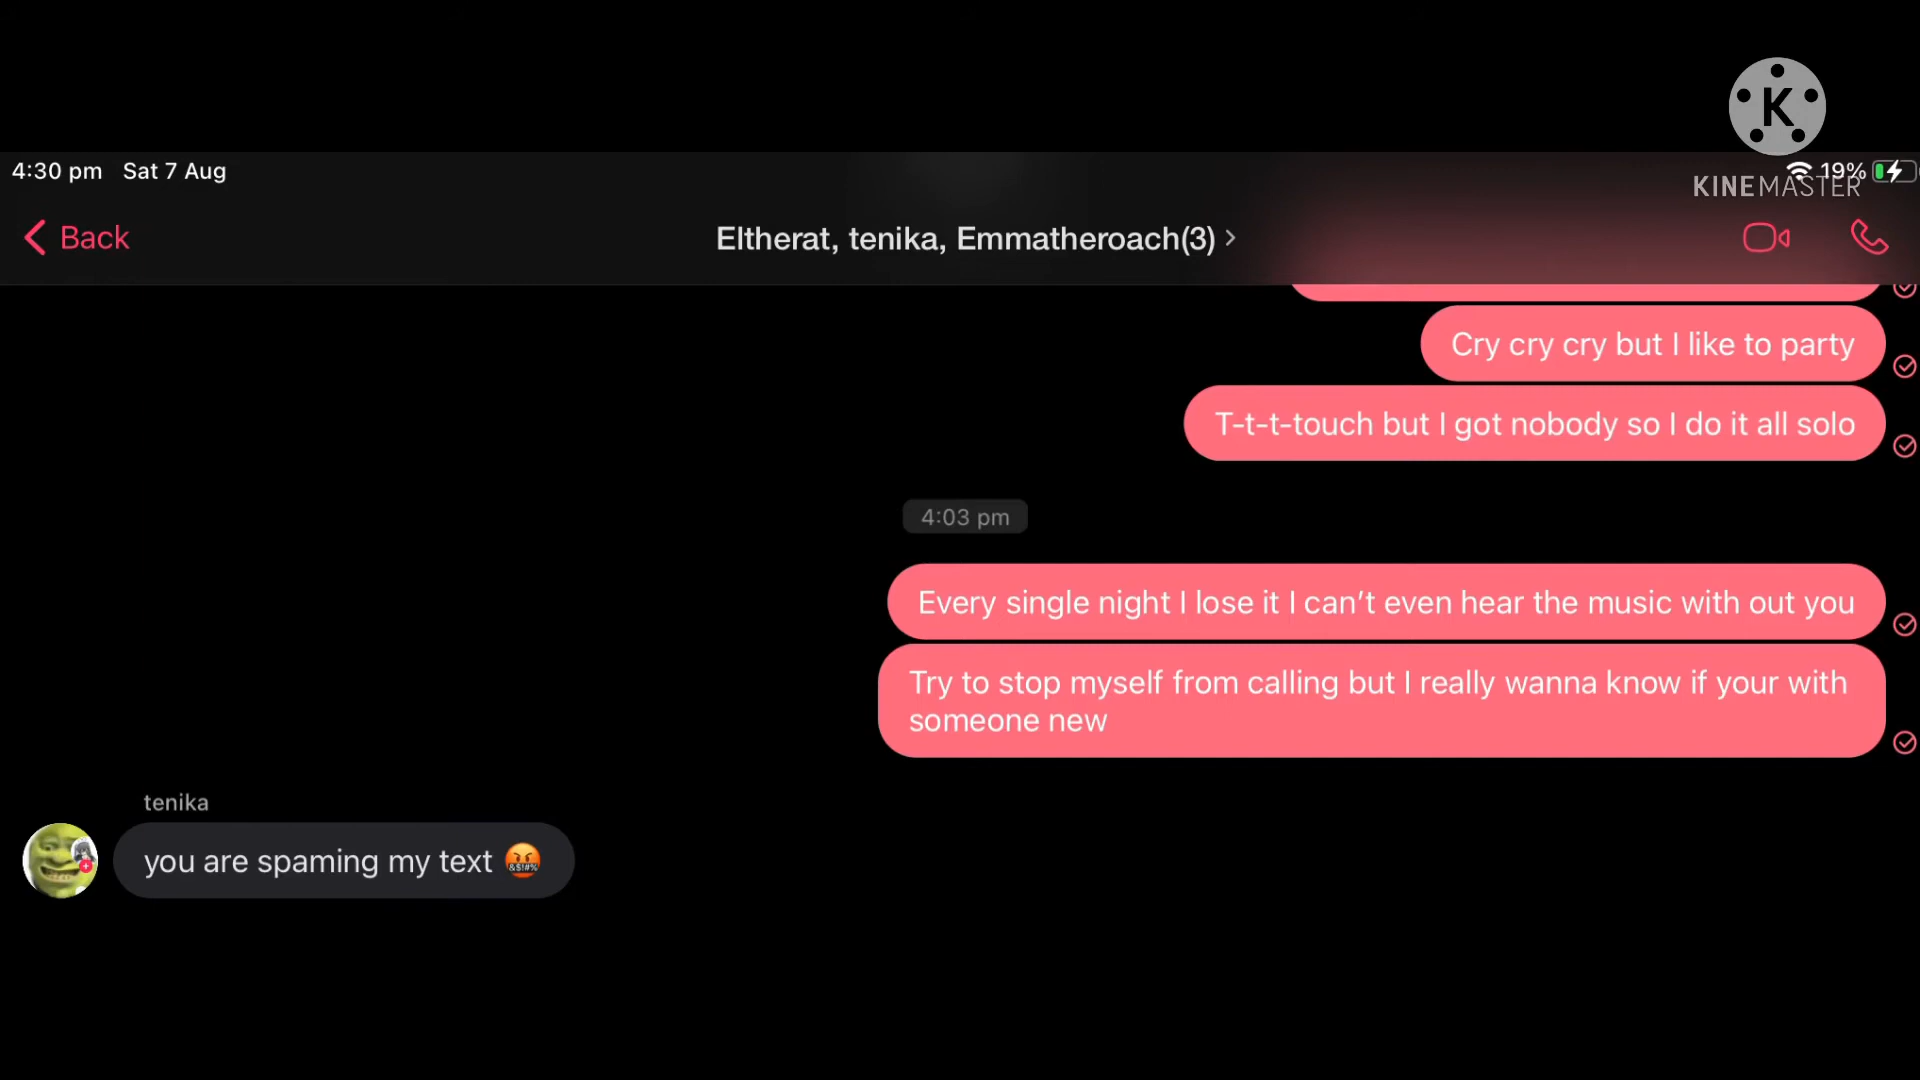 K
KINEMASTER
4:30 pm Sat 7 Aug
19%
Back
Eltherat, tenika, Emmatheroach(3)
Cry cry cry but I like to party
T-t-t-touch but I got nobody so I do it all solo
4:03 pm
Every single night I lose it I can’t even hear the music with out you
Try to stop myself from calling but I really wanna know if your with
someone new
tenika
you are spaming my text 🤬